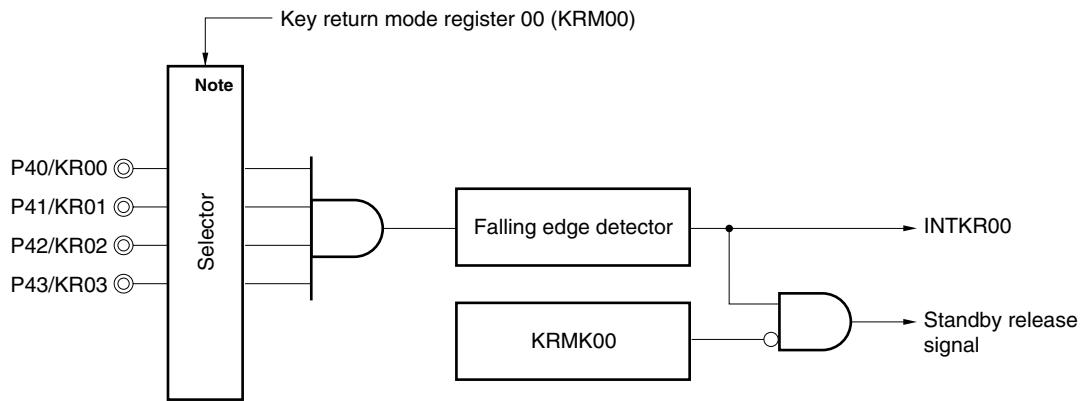 Key return mode register 00 (KRM00)
Note
P40/KR00
P41/KR01
P42/KR02
P43/KR03
Selector
Falling edge detector
INTKR00
KRMK00
Standby release
signal